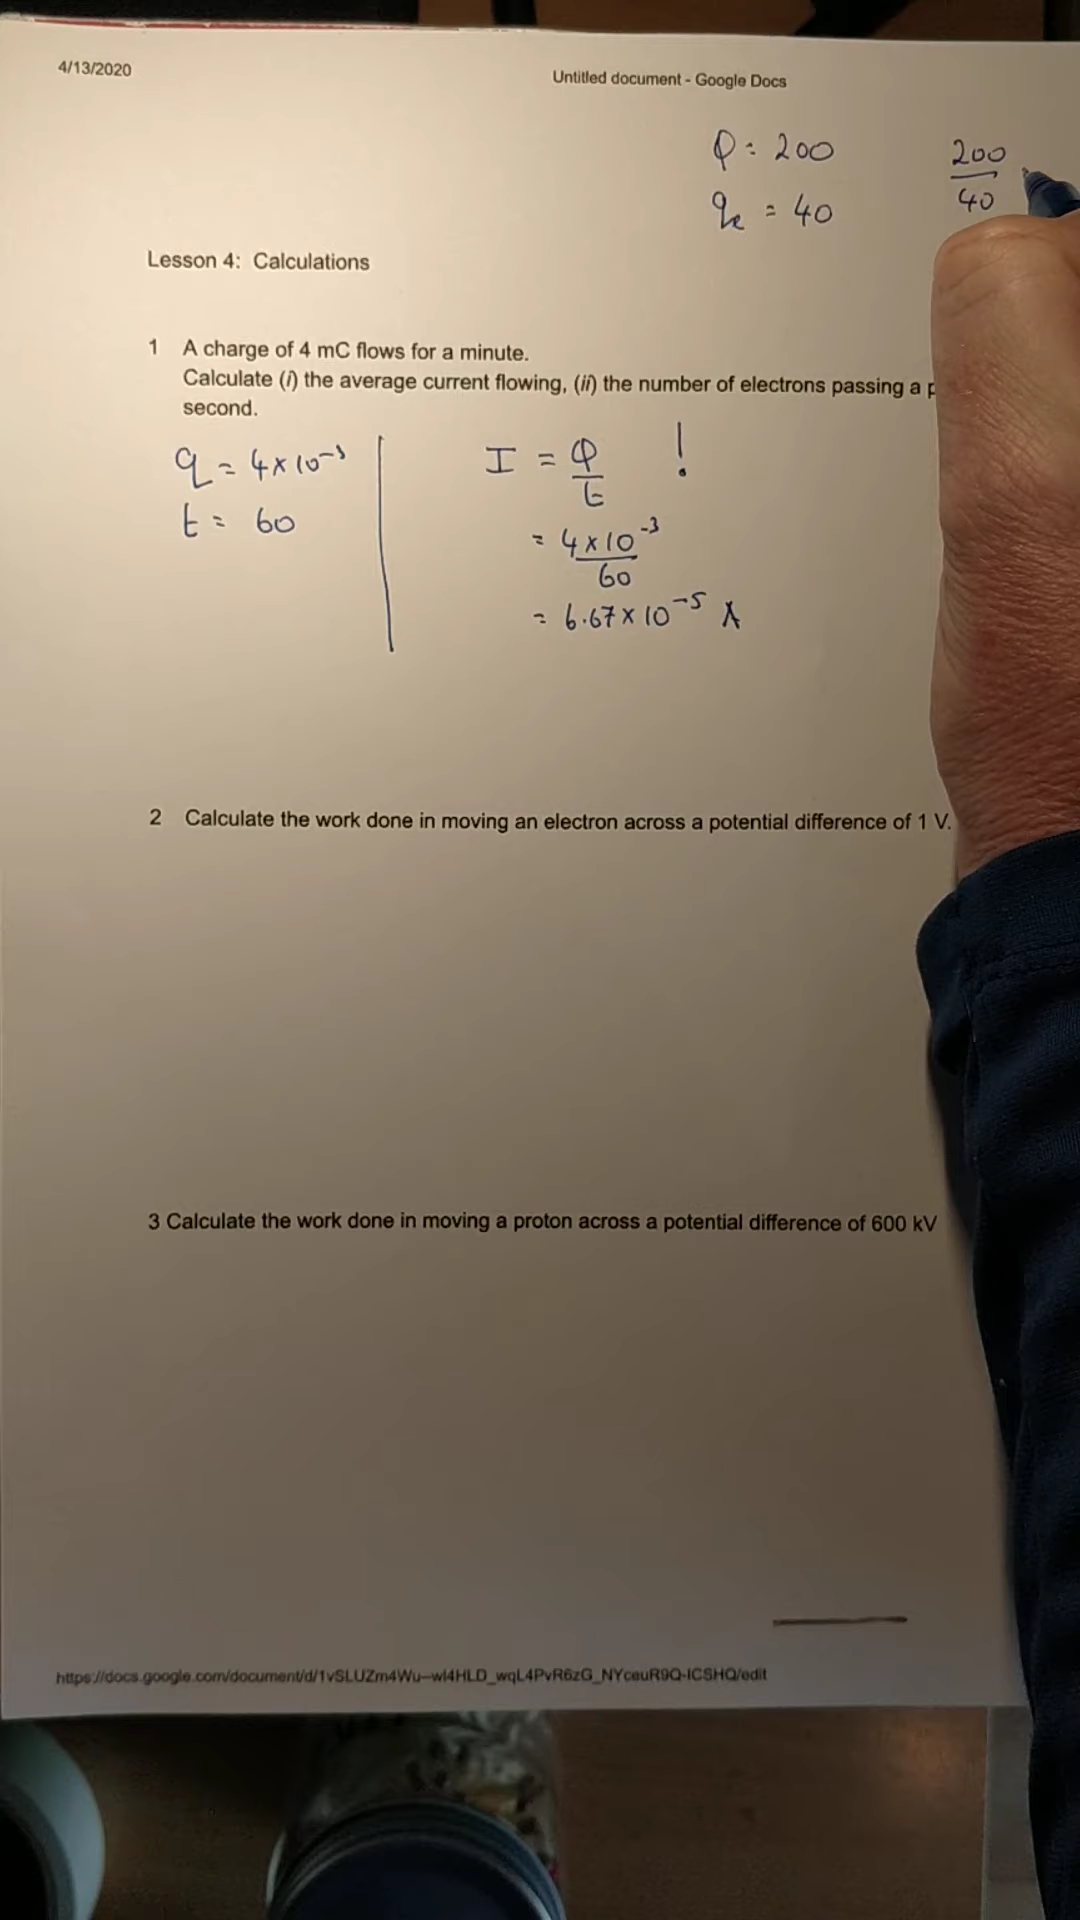 4/13/2020
Untitled document - Google Docs
Q = 200
qe = 40
200
40
Lesson 4: Calculations
1 A charge of 4 mC flows for a minute.
Calculate (i) the average current flowing, (ii) the number of electrons passing a
second.
q = 4 x 10⁻³
t = 60
I = Q !
t
= 4 x 10⁻³
60
= 6.67 x 10⁻⁵ A
2 Calculate the work done in moving an electron across a potential difference of 1 V.
3 Calculate the work done in moving a proton across a potential difference of 600 kV
https://docs.google.com/document/d/1vSLUZm4Wu--wI4HLD_wqL4PvR6zG_NYceuR9Q-ICSHQ/edit